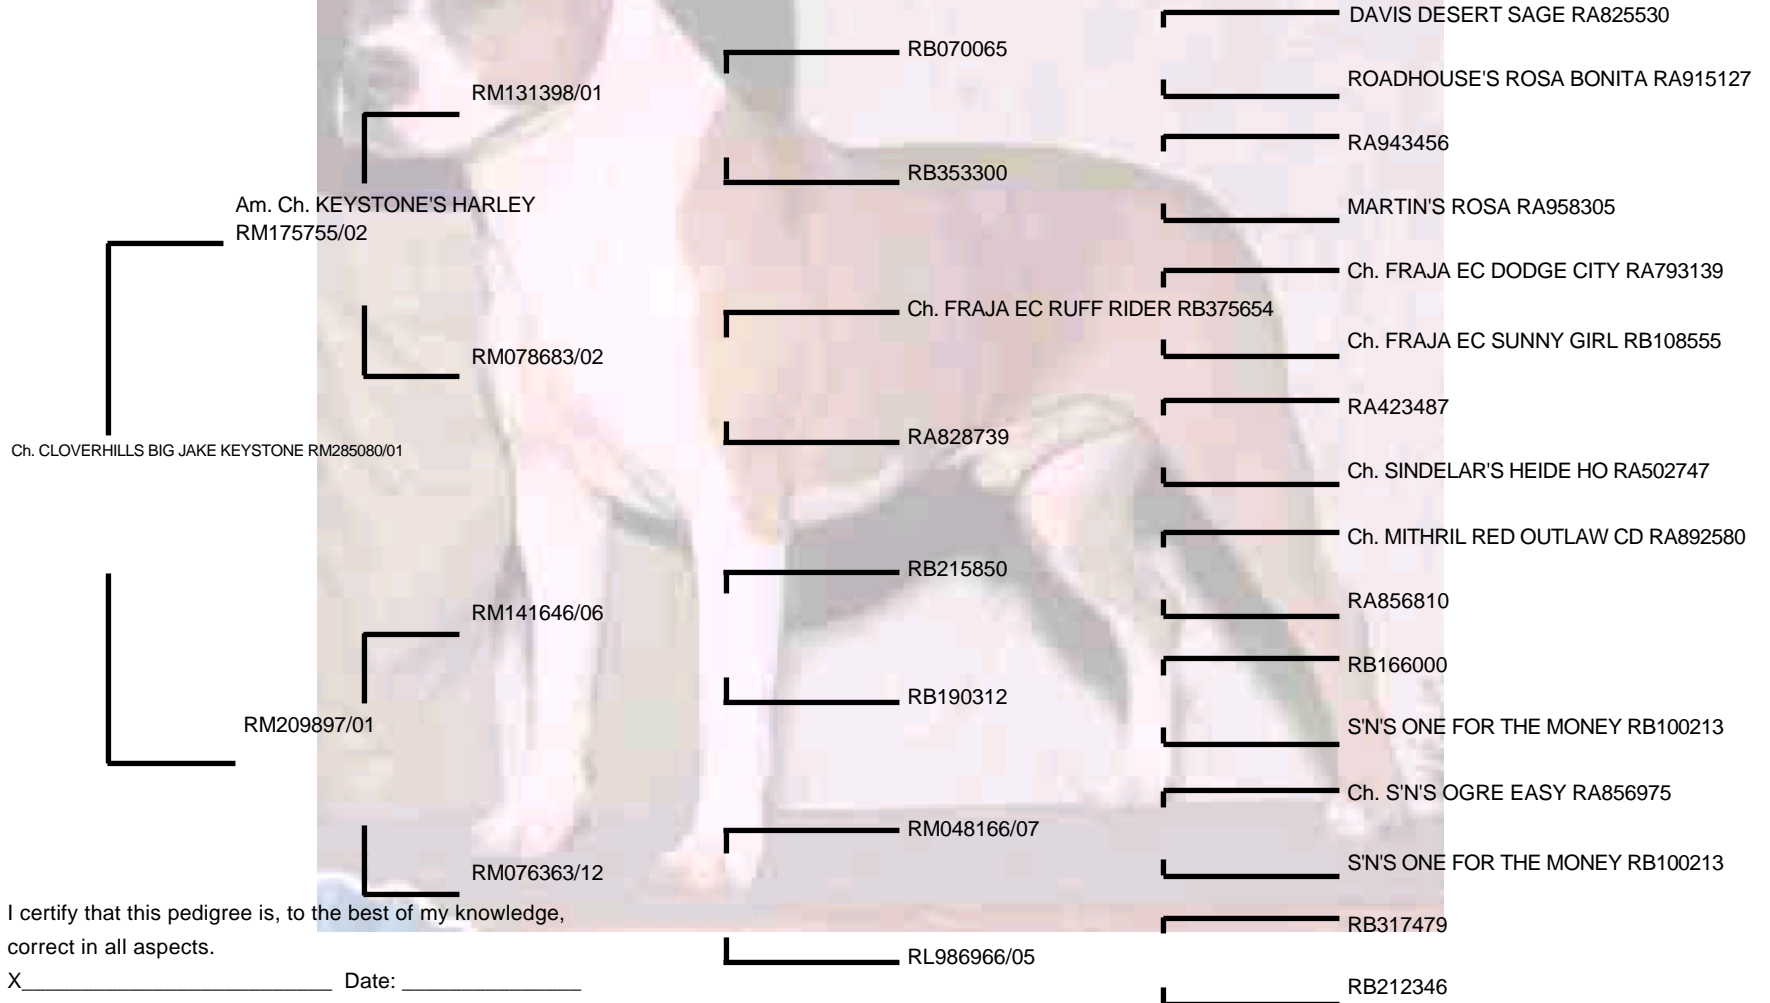 DAVIS DESERT SAGE RA825530
RB070065
ROADHOUSE'S ROSA BONITA RA915127
RM131398/01
RA943456
RB353300
Am. Ch. KEYSTONE'S HARLEY
RM175755/02
MARTIN'S ROSA RA958305
Ch. FRAJA EC DODGE CITY RA793139
Ch. FRAJA EC RUFF RIDER RB375654
Ch. FRAJA EC SUNNY GIRL RB108555
RM078683/02
RA423487
RA828739
Ch. CLOVERHILLS BIG JAKE KEYSTONE RM285080/01
Ch. SINDELAR'S HEIDE HO RA502747
Ch. MITHRIL RED OUTLAW CD RA892580
RB215850
RA856810
RM141646/06
RB166000
RB190312
RM209897/01
S'N'S ONE FOR THE MONEY RB100213
Ch. S'N'S OGRE EASY RA856975
RM048166/07
S'N'S ONE FOR THE MONEY RB100213
RM076363/12
I certify that this pedigree is, to the best of my knowledge,
correct in all aspects.
RB317479
RL986966/05
X__________________________ Date: _______________
RB212346